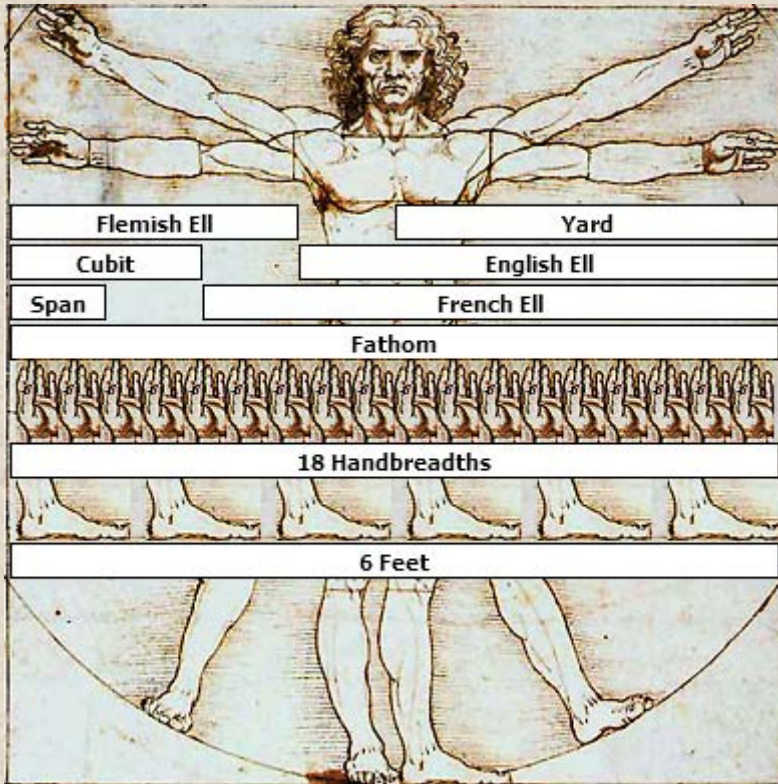 Flemish Ell
Yard
Cubit
English Ell
Span
French Ell
Fathom
18 Handbreadths
6 Feet